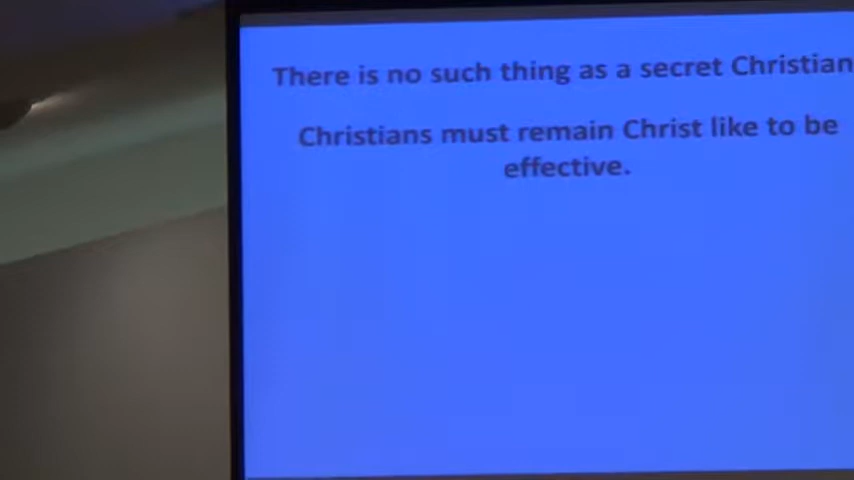 There is no such thing as a secret Christian
Christians must remain Christ like to be
effective.